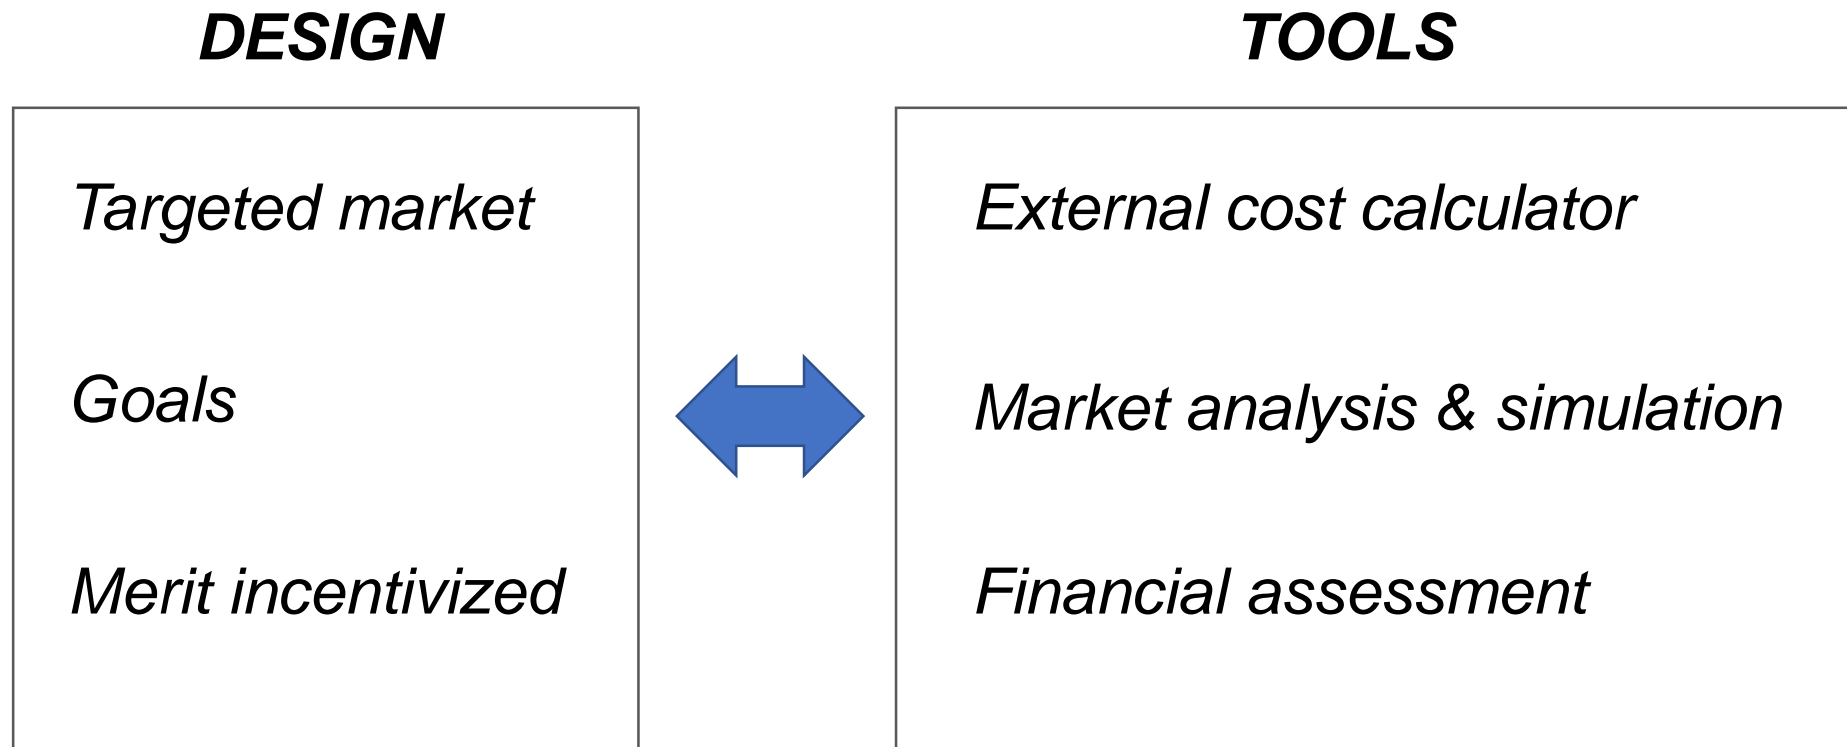 DESIGN
Targeted market
Goals
Merit incentivized
TOOLS
External cost calculator
Market analysis & simulation
Financial assessment